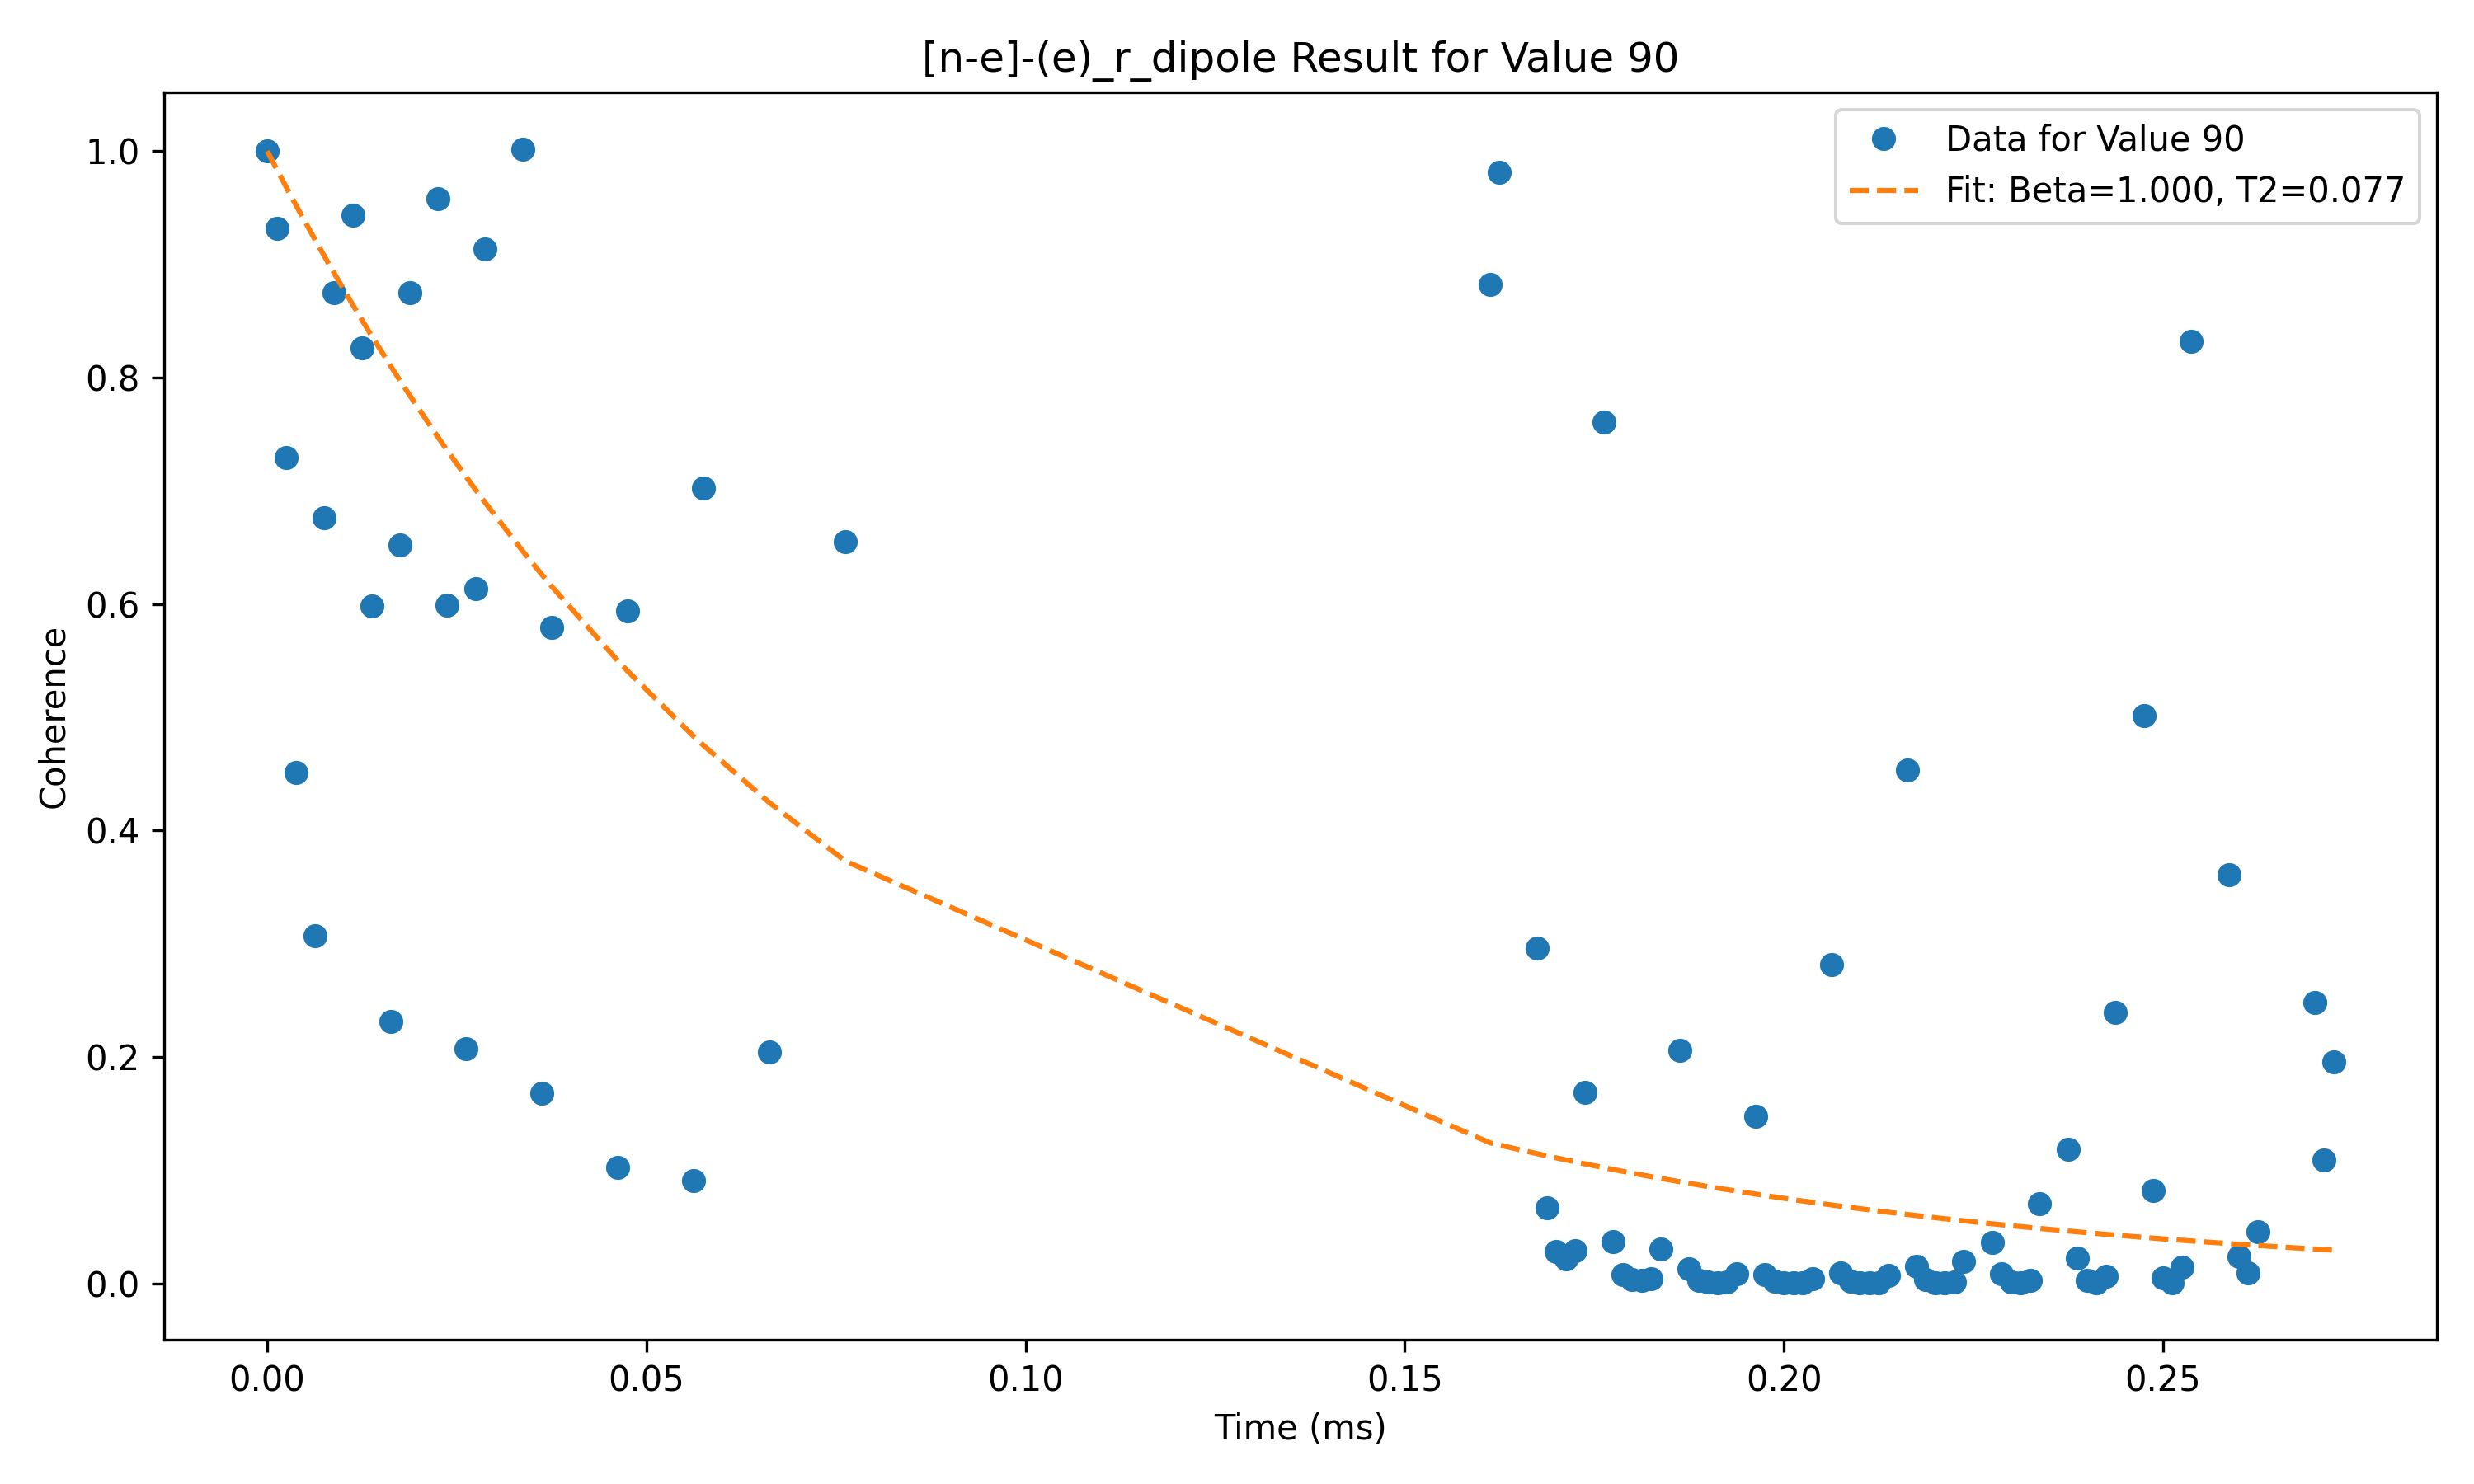 [n-e]-(e)_r_dipole Result for Value 90
Data for Value 90
Fit: Beta=1.000, T2=0.077
Coherence
1.0
0.8
0.6
0.4
0.2
0.0
0.00 0.05 0.10 0.15 0.20 0.25
Time (ms)